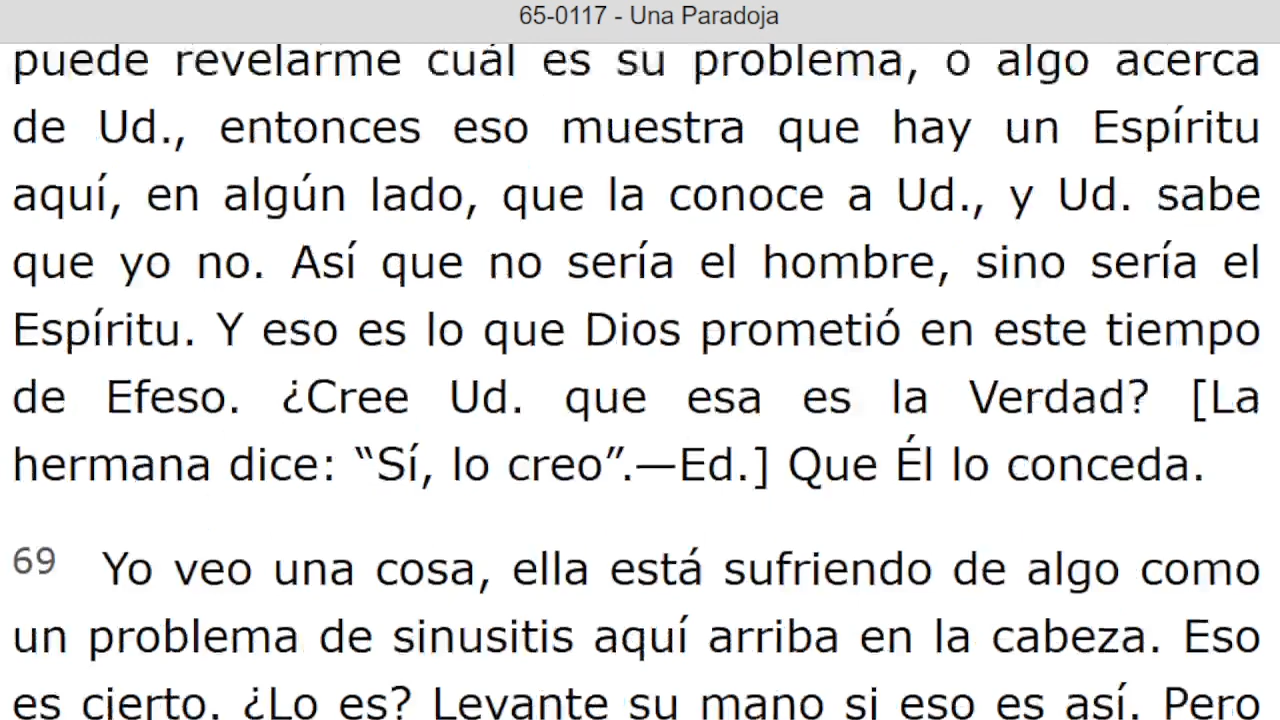 65-0117 - Una Paradoja
puede revelarme cuál es su problema, o algo acerca
de Ud., entonces eso muestra que hay un Espíritu
aquí, en algún lado, que la conoce a Ud., y Ud. sabe
que yo no. Así que no sería el hombre, sino sería el
Espíritu. Y eso es lo que Dios prometió en este tiempo
de Efeso. ¿Cree Ud. que esa es la Verdad? [La
hermana dice: “Sí, lo creo”.—Ed.] Que Él lo conceda.
69 Yo veo una cosa, ella está sufriendo de algo como
un problema de sinusitis aquí arriba en la cabeza. Eso
es cierto. ¿Lo es? Levante su mano si eso es así. Pero